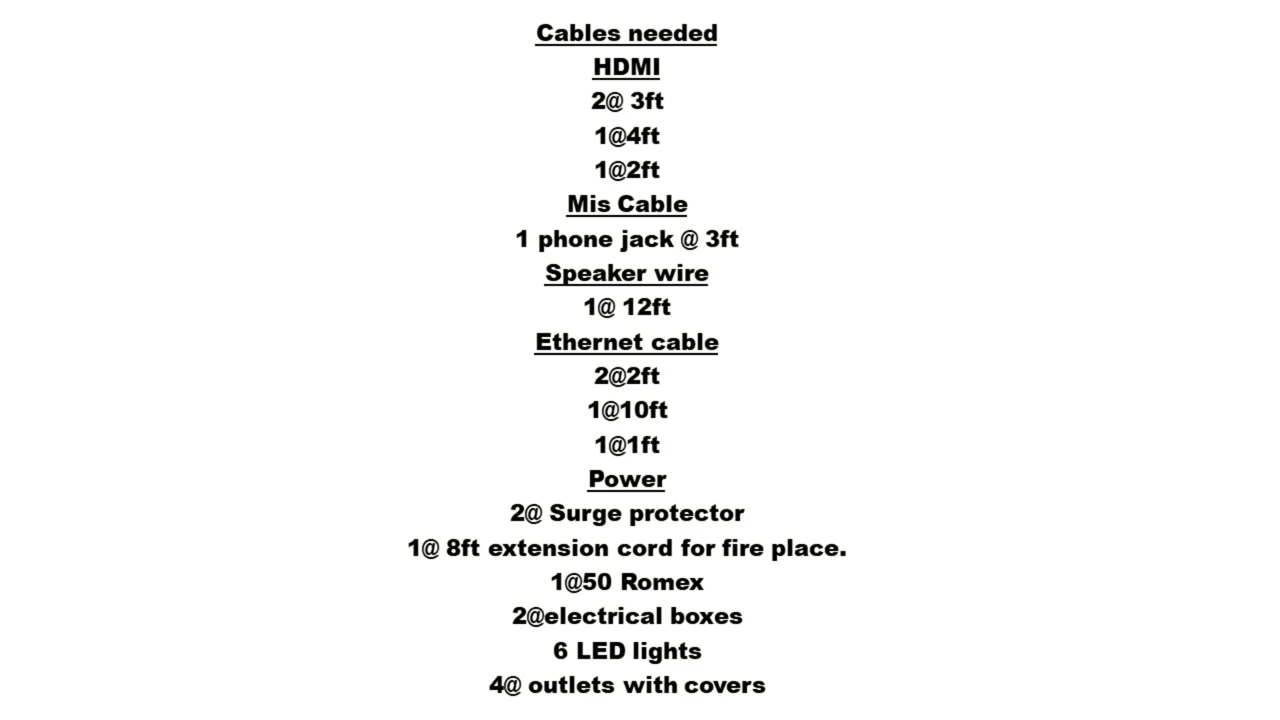 Cables needed
HDMI
2@ 3ft
1@4ft
1@2ft
Mis Cable
1 phone jack @ 3ft
Speaker wire
1@ 12ft
Ethernet cable
2@2ft
1@10ft
1@1ft
Power
2@ Surge protector
1@ 8ft extension cord for fire place.
1@50 Romex
2@electrical boxes
6 LED lights
4@ outlets with covers